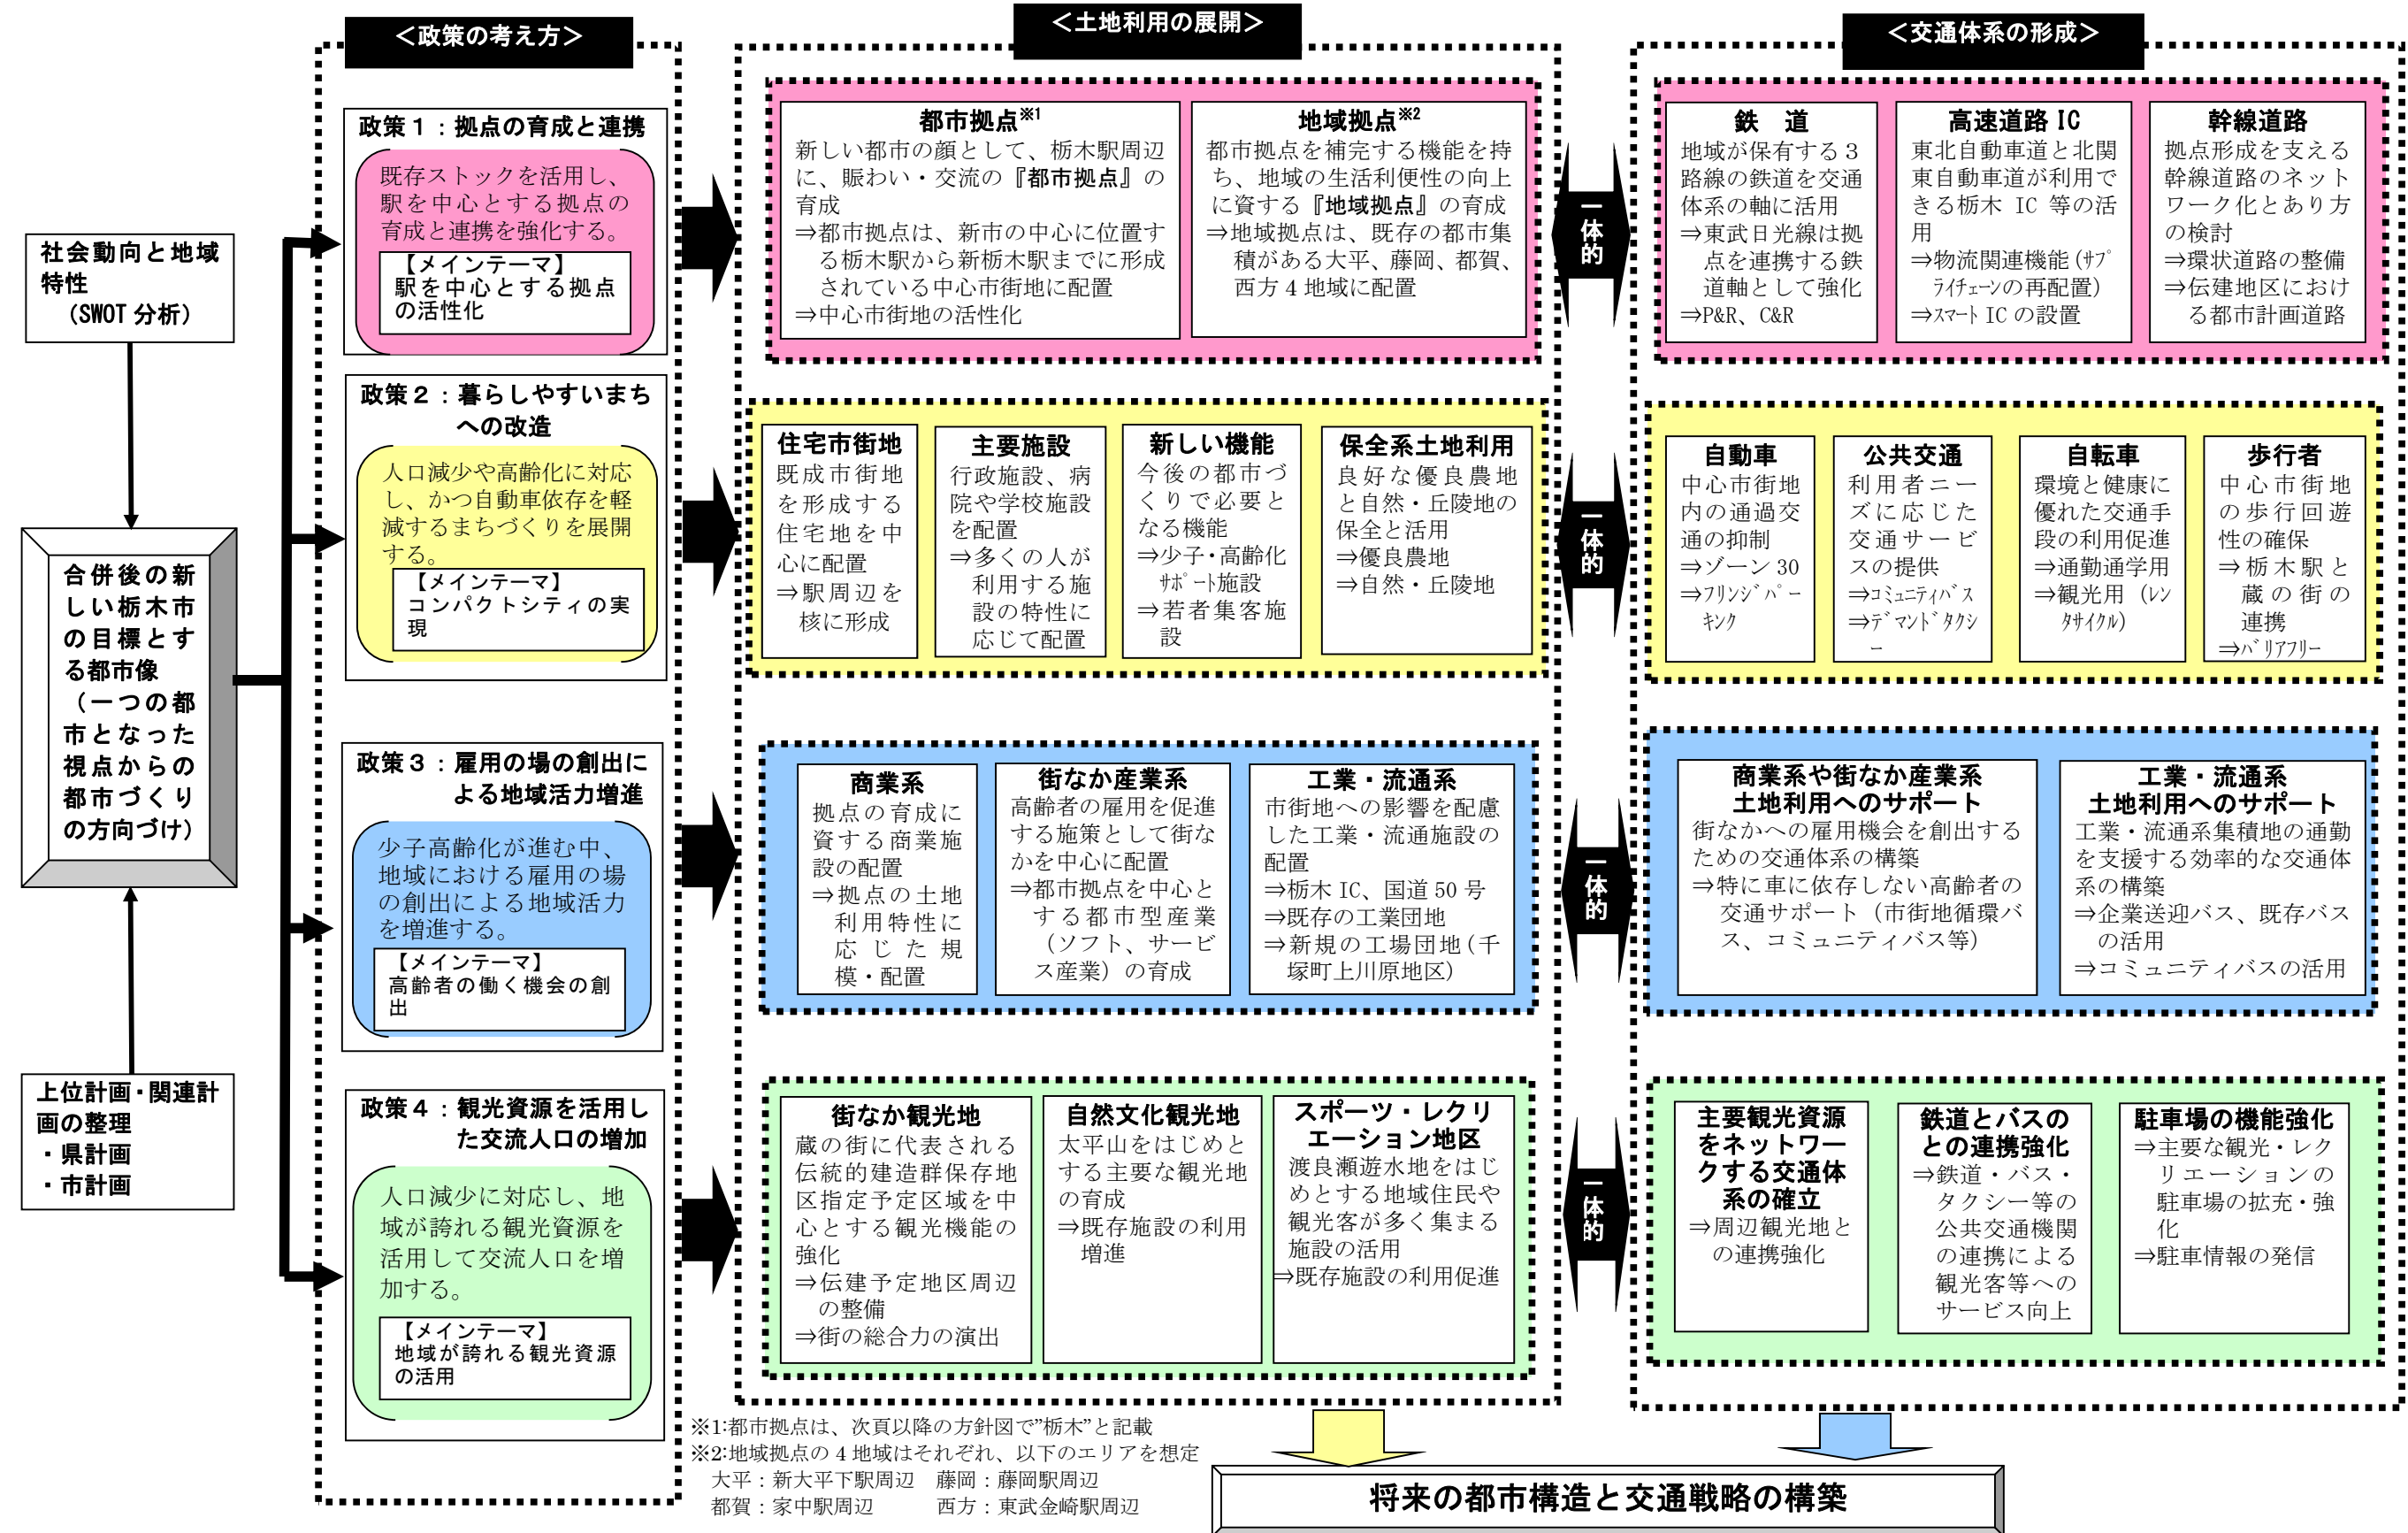 ＜政策の考え方＞
＜土地利用の展開＞
＜交通体系の形成＞
社会動向と地域
特性
（SWOT 分析）
合併後の新
しい栃木市
の目標とす
る都市像
（一つの都
市となった
視点からの
都市づくり
の方向づけ）
上位計画・関連計
画の整理
・県計画
・市計画
政策１：拠点の育成と連携
既存ストックを活用し、
駅を中心とする拠点の
育成と連携を強化する。
【メインテーマ】
駅を中心とする拠点
の活性化
都市拠点※1
新しい都市の顔として、栃木駅周辺
に、賑わい・交流の『都市拠点』の
育成
⇒都市拠点は、新市の中心に位置す
る栃木駅から新栃木駅までに形成
されている中心市街地に配置
⇒中心市街地の活性化
地域拠点※2
都市拠点を補完する機能を持
ち、地域の生活利便性の向上
に資する『地域拠点』の育成
⇒地域拠点は、既存の都市集
積がある大平、藤岡、都賀、
西方 4 地域に配置
一体的
鉄　道
地域が保有する 3
路線の鉄道を交通
体系の軸に活用
⇒東武日光線は拠
点を連携する鉄
道軸として強化
⇒P&R、C&R
高速道路 IC
東北自動車道と北関
東自動車道が利用で
きる栃木 IC 等の活
用
⇒物流関連機能（ｻﾌﾟ
ﾗｲﾁｪｰﾝの再配置）
⇒ｽﾏｰﾄ IC の設置
幹線道路
拠点形成を支える
幹線道路のネット
ワーク化とあり方
の検討
⇒環状道路の整備
⇒伝建地区におけ
る都市計画道路
政策２：暮らしやすいまち
への改造
人口減少や高齢化に対応
し、かつ自動車依存を軽
減するまちづくりを展開
する。
【メインテーマ】
コンパクトシティの実
現
住宅市街地
既成市街地
を形成する
住宅地を中
心に配置
⇒駅周辺を
核に形成
主要施設
行政施設、病
院や学校施設
を配置
⇒多くの人が
利用する施
設の特性に
応じて配置
新しい機能
今後の都市づ
くりで必要と
なる機能
⇒少子・高齢化
ｻﾎﾟｰﾄ施設
⇒若者集客施
設
保全系土地利用
良好な優良農地
と自然・丘陵地の
保全と活用
⇒優良農地
⇒自然・丘陵地
一体的
自動車
中心市街地
内の通過交
通の抑制
⇒ゾーン 30
⇒ﾌﾘﾝｼﾞﾊﾟｰ
ｷﾝｸ
公共交通
利用者ニー
ズに応じた
交通サービ
スの提供
⇒ｺﾐｭﾆﾃｨﾊﾞｽ
⇒ﾃﾞﾏﾝﾄﾞﾀｸｼ
ｰ
自転車
環境と健康に
優れた交通手
段の利用促進
⇒通勤通学用
⇒観光用（ﾚﾝ
ﾀｻｲｸﾙ）
歩行者
中心市街地
の歩行回遊
性の確保
⇒栃木駅と
蔵の街の
連携
⇒ﾊﾞﾘｱﾌﾘｰ
政策３：雇用の場の創出に
よる地域活力増進
少子高齢化が進む中、
地域における雇用の場
の創出による地域活力
を増進する。
【メインテーマ】
高齢者の働く機会の創
出
商業系
拠点の育成に
資する商業施
設の配置
⇒拠点の土地
利用特性に
応じた規
模・配置
街なか産業系
高齢者の雇用を促進
する施策として街な
かを中心に配置
⇒都市拠点を中心と
する都市型産業
（ソフト、サービ
ス産業）の育成
工業・流通系
市街地への影響を配慮
した工業・流通施設の
配置
⇒栃木 IC、国道 50 号
⇒既存の工業団地
⇒新規の工場団地（千
塚町上川原地区）
一体的
商業系や街なか産業系
土地利用へのサポート
街なかへの雇用機会を創出する
ための交通体系の構築
⇒特に車に依存しない高齢者の
交通サポート（市街地循環バ
ス、コミュニティバス等）
工業・流通系
土地利用へのサポート
工業・流通系集積地の通勤
を支援する効率的な交通体
系の構築
⇒企業送迎バス、既存バス
の活用
⇒コミュニティバスの活用
政策４：観光資源を活用し
た交流人口の増加
人口減少に対応し、地
域が誇れる観光資源を
活用して交流人口を増
加する。
【メインテーマ】
地域が誇れる観光資源
の活用
街なか観光地
蔵の街に代表される
伝統的建造群保存地
区指定予定区域を中
心とする観光機能の
強化
⇒伝建予定地区周辺
の整備
⇒街の総合力の演出
自然文化観光地
太平山をはじめと
する主要な観光地
の育成
⇒既存施設の利用
増進
スポーツ・レクリ
エーション地区
渡良瀬遊水地をはじ
めとする地域住民や
観光客が多く集まる
施設の活用
⇒既存施設の利用促進
一体的
主要観光資源
をネットワー
クする交通体
系の確立
⇒周辺観光地と
の連携強化
鉄道とバスの
との連携強化
⇒鉄道・バス・
タクシー等の
公共交通機関
の連携による
観光客等への
サービス向上
駐車場の機能強化
⇒主要な観光・レク
リエーションの
駐車場の拡充・強
化
⇒駐車情報の発信
※1:都市拠点は、次頁以降の方針図で”栃木”と記載
※2:地域拠点の 4 地域はそれぞれ、以下のエリアを想定
大平：新大平下駅周辺　藤岡：藤岡駅周辺
都賀：家中駅周辺　西方：東武金崎駅周辺
将来の都市構造と交通戦略の構築